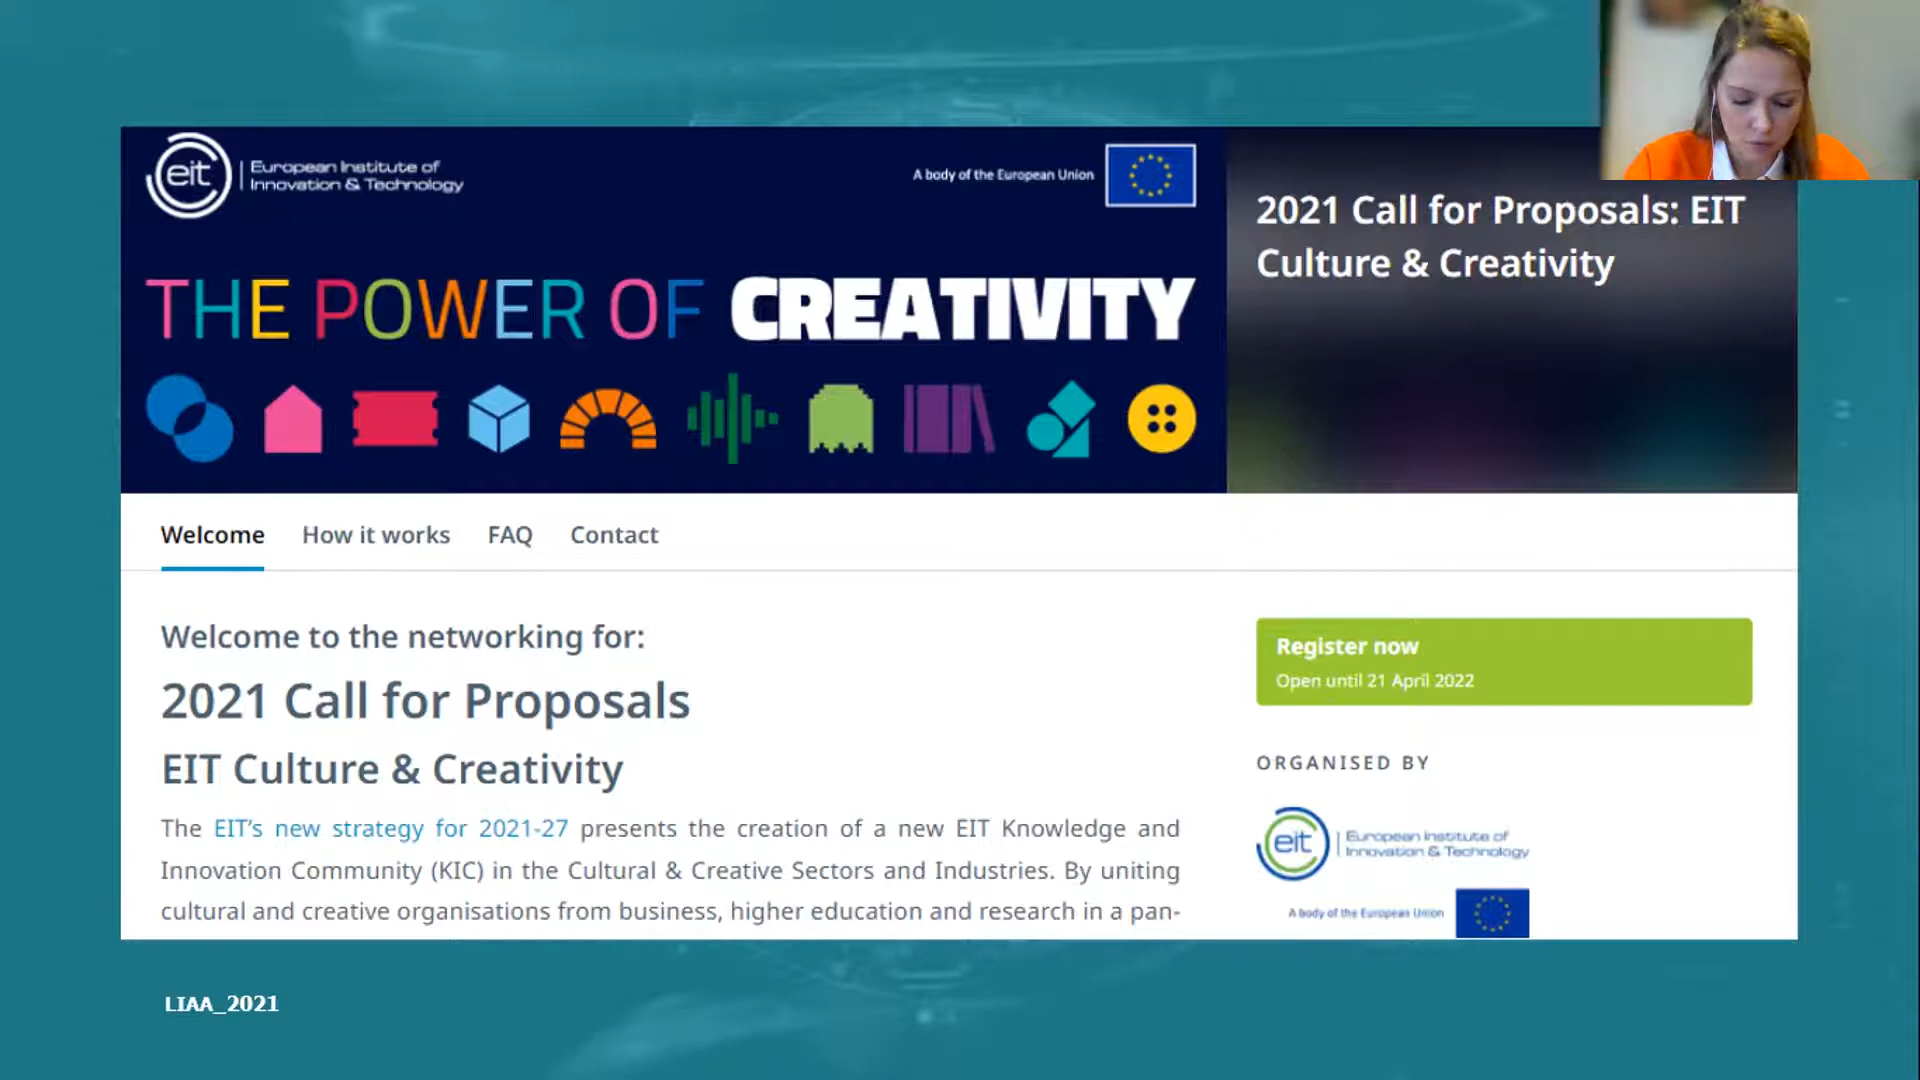 eit
European Institute of
Innovation & Technology
A body of the European Union
THE POWER OF CREATIVITY
2021 Call for Proposals: EIT
Culture & Creativity
Welcome
How it works
FAQ
Contact
Welcome to the networking for:
2021 Call for Proposals
EIT Culture & Creativity
The EIT's new strategy for 2021-27 presents the creation of a new EIT Knowledge and
Innovation Community (KIC) in the Cultural & Creative Sectors and Industries. By uniting
cultural and creative organisations from business, higher education and research in a pan-
Register now
Open until 21 April 2022
ORGANISED BY
eit
European Institute of
Innovation & Technology
A body of the European Union
LIAA_2021